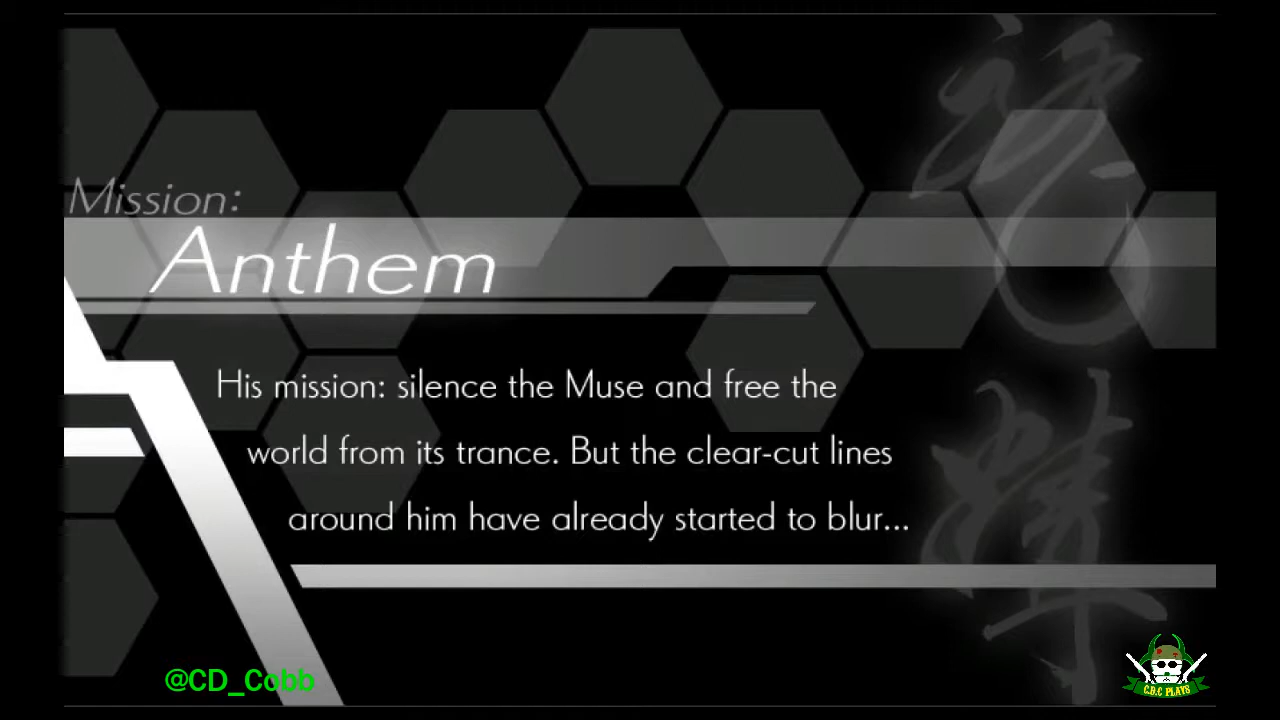 Mission:
Anthem
His mission: silence the Muse and free the
world from its trance. But the clear-cut lines
around him have already started to blur...
@CD_Cobb
C.D.C PLAYS